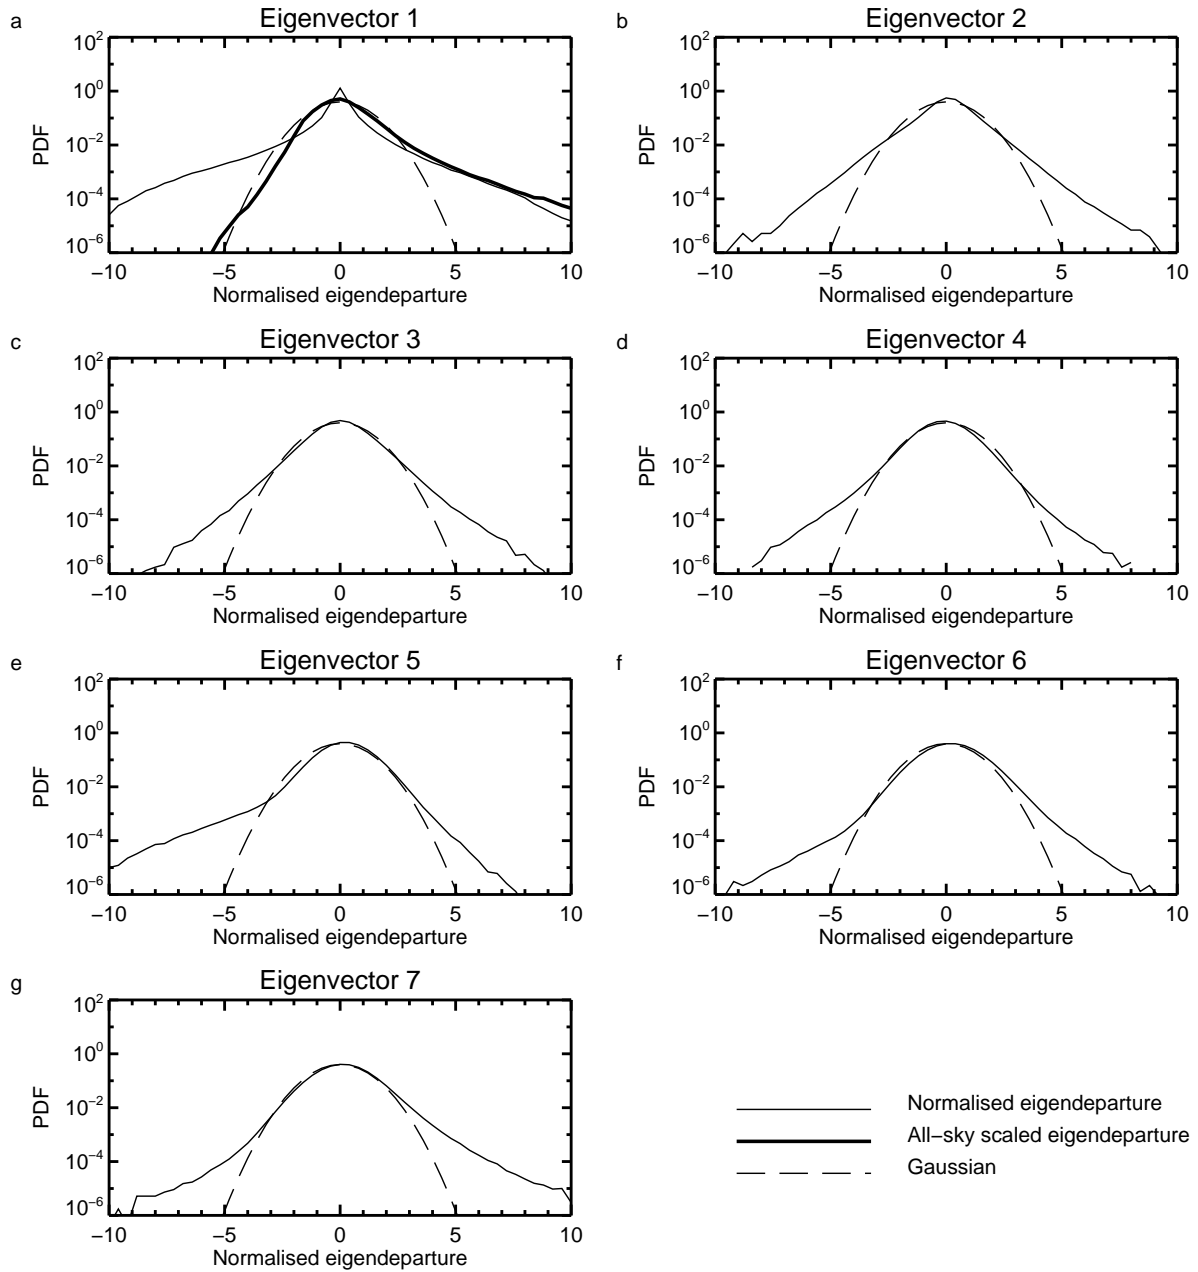 a
Eigenvector 1
PDF
10²
10⁰
10⁻²
10⁻⁴
10⁻⁶
−10 −5 0 5 10
Normalised eigendeparture
b
Eigenvector 2
PDF
10²
10⁰
10⁻²
10⁻⁴
10⁻⁶
−10 −5 0 5 10
Normalised eigendeparture
c
Eigenvector 3
PDF
10²
10⁰
10⁻²
10⁻⁴
10⁻⁶
−10 −5 0 5 10
Normalised eigendeparture
d
Eigenvector 4
PDF
10²
10⁰
10⁻²
10⁻⁴
10⁻⁶
−10 −5 0 5 10
Normalised eigendeparture
e
Eigenvector 5
PDF
10²
10⁰
10⁻²
10⁻⁴
10⁻⁶
−10 −5 0 5 10
Normalised eigendeparture
f
Eigenvector 6
PDF
10²
10⁰
10⁻²
10⁻⁴
10⁻⁶
−10 −5 0 5 10
Normalised eigendeparture
g
Eigenvector 7
PDF
10²
10⁰
10⁻²
10⁻⁴
10⁻⁶
−10 −5 0 5 10
Normalised eigendeparture
Normalised eigendeparture
All−sky scaled eigendeparture
Gaussian